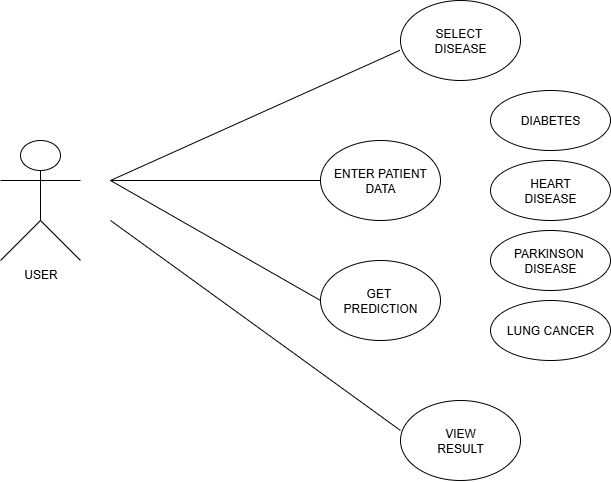 SELECT
DISEASE
DIABETES
ENTER PATIENT
DATA
HEART
DISEASE
PARKINSON
DISEASE
USER
GET
PREDICTION
LUNG CANCER
VIEW
RESULT